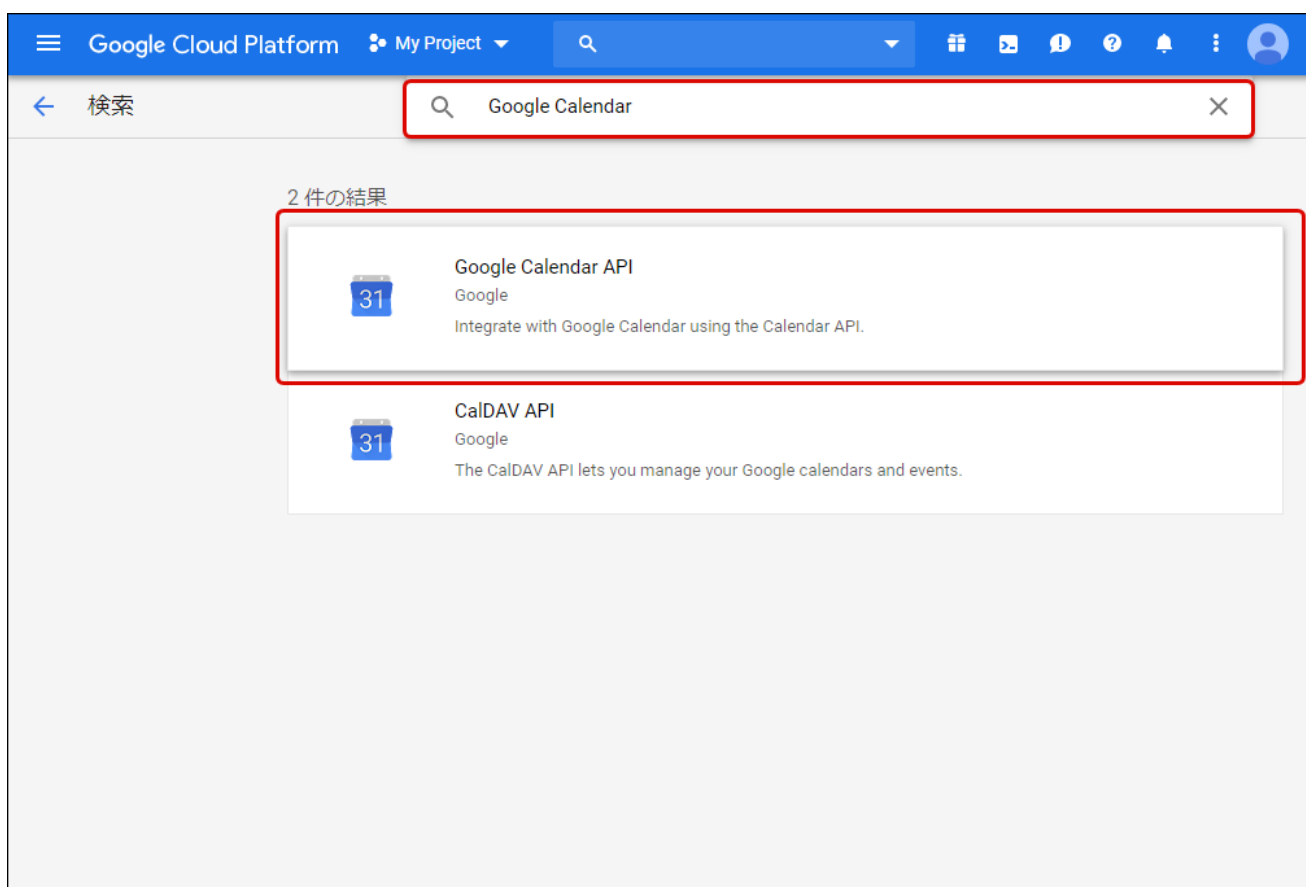 Google Cloud Platform My Project
検索
Google Calendar
2 件の結果
31
Google Calendar API
Google
Integrate with Google Calendar using the Calendar API.
31
CalDAV API
Google
The CalDAV API lets you manage your Google calendars and events.